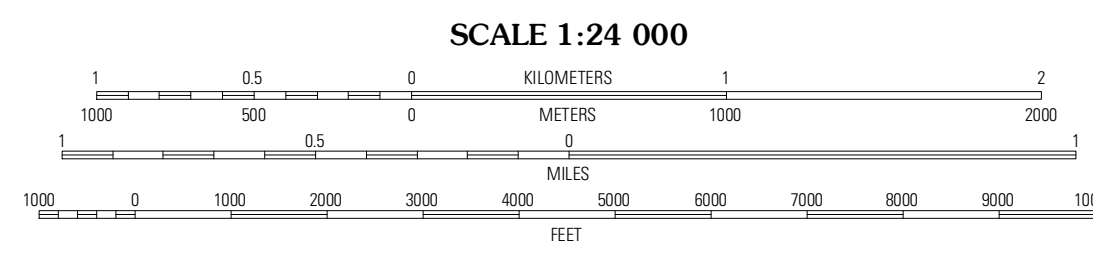 SCALE 1:24 000
1 0.5 0 KILOMETERS 1 2
1000 500 0 METERS 1000 2000
1 0.5 0 1
MILES
1000 0 1000 2000 3000 4000 5000 6000 7000 8000 9000 100
FEET